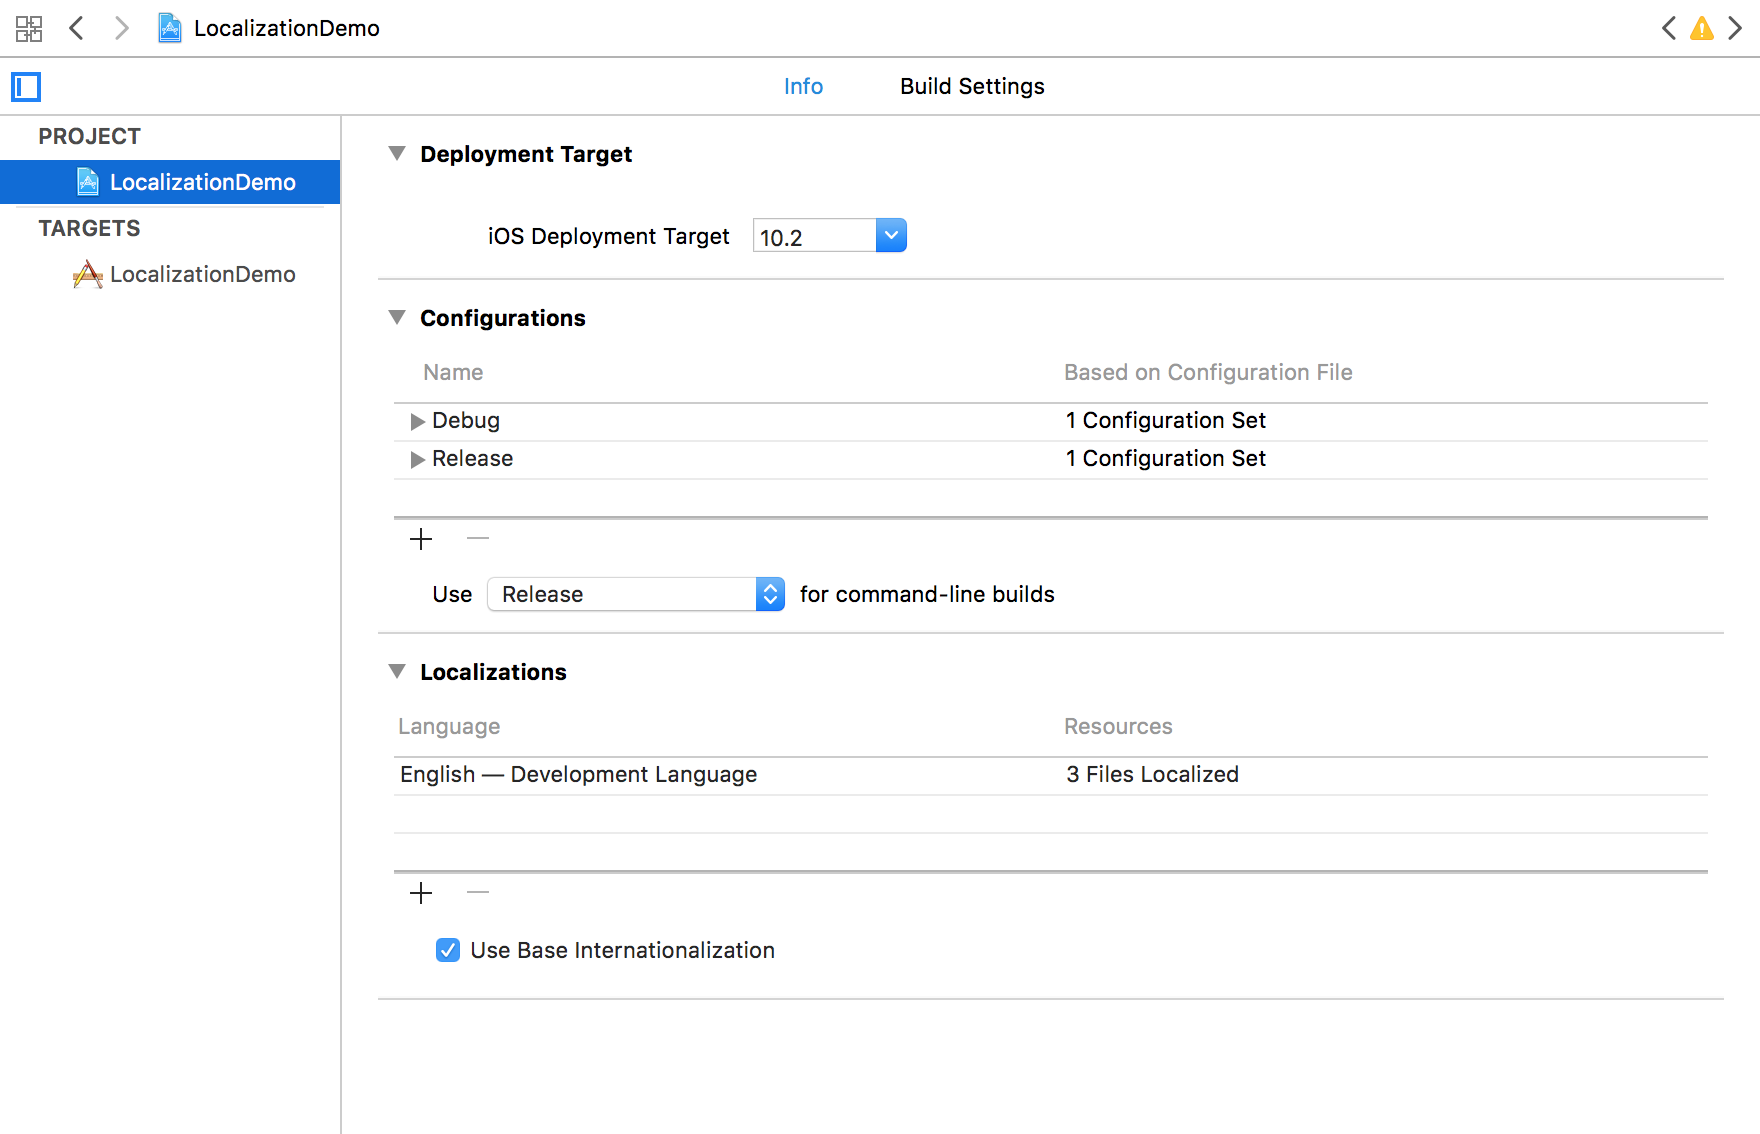 LocalizationDemo
Info Build Settings
PROJECT
LocalizationDemo
TARGETS
LocalizationDemo
Deployment Target
iOS Deployment Target 10.2
Configurations
Name Based on Configuration File
Debug 1 Configuration Set
Release 1 Configuration Set
Use Release for command-line builds
Localizations
Language Resources
English — Development Language 3 Files Localized
Use Base Internationalization